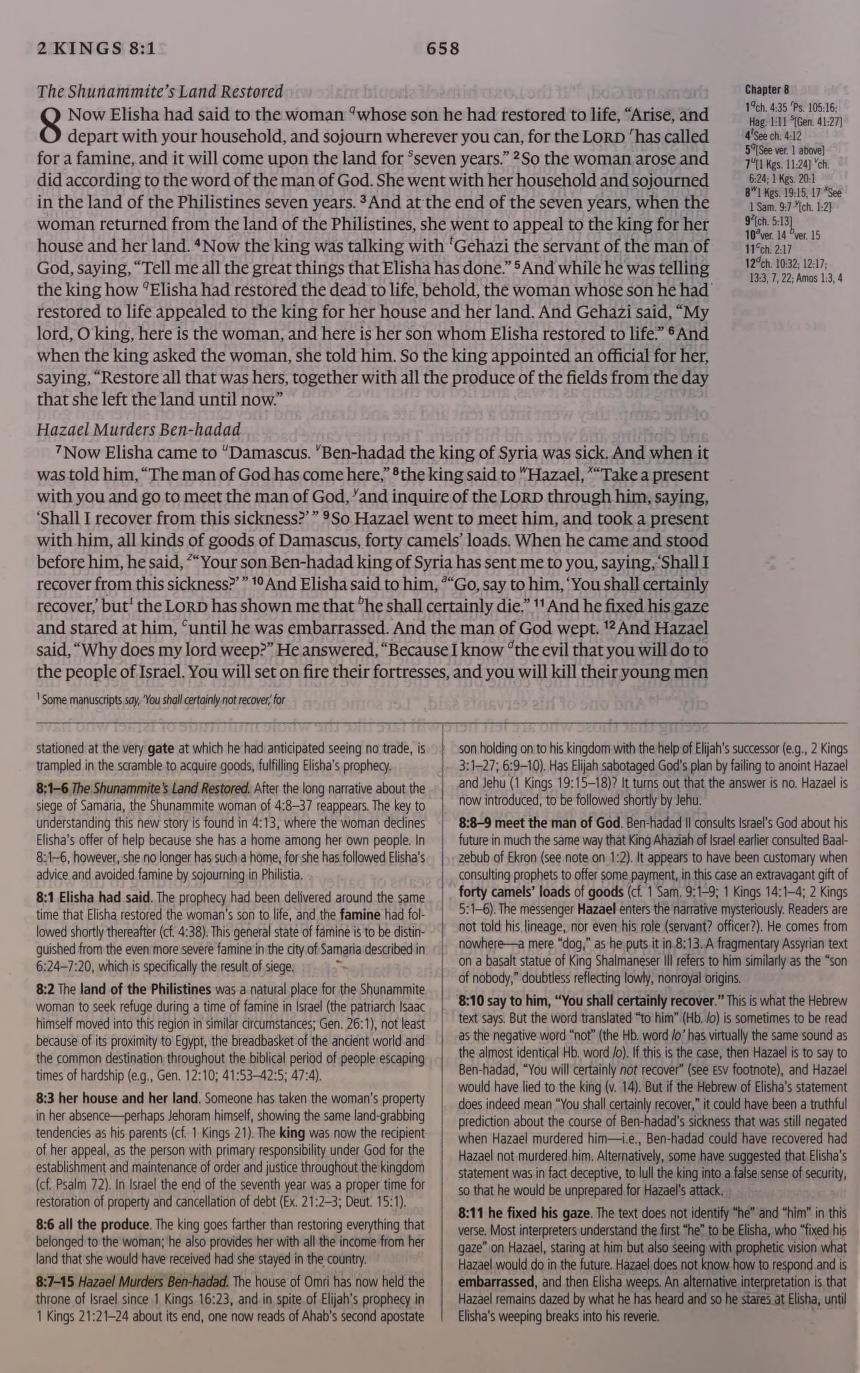 2 KINGS 8:1
658
The Shunammite's Land Restored
8 Now Elisha had said to the woman qwhose son he had restored to life, “Arise, and
depart with your household, and sojourn wherever you can, for the LORD rhas called
for a famine, and it will come upon the land for sseven years.” 2So the woman arose and
did according to the word of the man of God. She went with her household and sojourned
in the land of the Philistines seven years. 3And at the end of the seven years, when the
woman returned from the land of the Philistines, she went to appeal to the king for her
house and her land. 4Now the king was talking with tGehazi the servant of the man of
God, saying, “Tell me all the great things that Elisha has done.” 5And while he was telling
the king how qElisha had restored the dead to life, behold, the woman whose son he had
restored to life appealed to the king for her house and her land. And Gehazi said, “My
lord, O king, here is the woman, and here is her son whom Elisha restored to life.” 6And
when the king asked the woman, she told him. So the king appointed an official for her,
saying, “Restore all that was hers, together with all the produce of the fields from the day
that she left the land until now.”
Hazael Murders Ben-hadad
7Now Elisha came to uDamascus. vBen-hadad the king of Syria was sick. And when it
was told him, “The man of God has come here,” 8the king said to wHazael, x“Take a present
with you and go to meet the man of God, yand inquire of the LORD through him, saying,
‘Shall I recover from this sickness?’” 9So Hazael went to meet him, and took a present
with him, all kinds of goods of Damascus, forty camels’ loads. When he came and stood
before him, he said, z“Your son Ben-hadad king of Syria has sent me to you, saying, ‘Shall I
recover from this sickness?’” 10And Elisha said to him, a“Go, say to him, ‘You shall certainly
recover,’ but1 the LORD has shown me that bhe shall certainly die.” 11And he fixed his gaze
and stared at him, cuntil he was embarrassed. And the man of God wept. 12And Hazael
said, “Why does my lord weep?” He answered, “Because I know dthe evil that you will do to
the people of Israel. You will set on fire their fortresses, and you will kill their young men
1 Some manuscripts say, ‘You shall certainly not recover,’ for
Chapter 8
1qch. 4:35 rPs. 105:16;
Hag. 1:11 s[Gen. 41:27]
4tSee ch. 4:12
5q[See ver. 1 above]
7u[1 Kgs. 11:24] vch.
6:24; 1 Kgs. 20:1
8w1 Kgs. 19:15, 17 xSee
1 Sam. 9:7 y[ch. 1:2]
9z[ch. 5:13]
10aver. 14 bver. 15
11cch. 2:17
12dch. 10:32; 12:17;
13:3, 7, 22; Amos 1:3, 4
stationed at the very gate at which he had anticipated seeing no trade, is
trampled in the scramble to acquire goods, fulfilling Elisha's prophecy.
8:1–6 The Shunammite's Land Restored. After the long narrative about the
siege of Samaria, the Shunammite woman of 4:8–37 reappears. The key to
understanding this new story is found in 4:13, where the woman declines
Elisha's offer of help because she has a home among her own people. In
8:1–6, however, she no longer has such a home, for she has followed Elisha's
advice and avoided famine by sojourning in Philistia.
8:1 Elisha had said. The prophecy had been delivered around the same
time that Elisha restored the woman's son to life, and the famine had fol-
lowed shortly thereafter (cf. 4:38). This general state of famine is to be distin-
guished from the even more severe famine in the city of Samaria described in
6:24–7:20, which is specifically the result of siege.
8:2 The land of the Philistines was a natural place for the Shunammite
woman to seek refuge during a time of famine in Israel (the patriarch Isaac
himself moved into this region in similar circumstances; Gen. 26:1), not least
because of its proximity to Egypt, the breadbasket of the ancient world and
the common destination throughout the biblical period of people escaping
times of hardship (e.g., Gen. 12:10; 41:53–42:5; 47:4).
8:3 her house and her land. Someone has taken the woman's property
in her absence—perhaps Jehoram himself, showing the same land-grabbing
tendencies as his parents (cf. 1 Kings 21). The king was now the recipient
of her appeal, as the person with primary responsibility under God for the
establishment and maintenance of order and justice throughout the kingdom
(cf. Psalm 72). In Israel the end of the seventh year was a proper time for
restoration of property and cancellation of debt (Ex. 21:2–3; Deut. 15:1).
8:6 all the produce. The king goes farther than restoring everything that
belonged to the woman; he also provides her with all the income from her
land that she would have received had she stayed in the country.
8:7–15 Hazael Murders Ben-hadad. The house of Omri has now held the
throne of Israel since 1 Kings 16:23, and in spite of Elijah's prophecy in
1 Kings 21:21–24 about its end, one now reads of Ahab's second apostate
son holding on to his kingdom with the help of Elijah's successor (e.g., 2 Kings
3:1–27; 6:9–10). Has Elijah sabotaged God's plan by failing to anoint Hazael
and Jehu (1 Kings 19:15–18)? It turns out that the answer is no. Hazael is
now introduced, to be followed shortly by Jehu.
8:8–9 meet the man of God. Ben-hadad II consults Israel's God about his
future in much the same way that King Ahaziah of Israel earlier consulted Baal-
zebub of Ekron (see note on 1:2). It appears to have been customary when
consulting prophets to offer some payment, in this case an extravagant gift of
forty camels' loads of goods (cf. 1 Sam. 9:1–9; 1 Kings 14:1–4; 2 Kings
5:1–6). The messenger Hazael enters the narrative mysteriously. Readers are
not told his lineage, nor even his role (servant? officer?). He comes from
nowhere—a mere “dog,” as he puts it in 8:13. A fragmentary Assyrian text
on a basalt statue of King Shalmaneser III refers to him similarly as the “son
of nobody,” doubtless reflecting lowly, nonroyal origins.
8:10 say to him, “You shall certainly recover.” This is what the Hebrew
text says. But the word translated “to him” (Hb. lo) is sometimes to be read
as the negative word “not” (the Hb. word lo' has virtually the same sound as
the almost identical Hb. word lo). If this is the case, then Hazael is to say to
Ben-hadad, “You will certainly not recover” (see ESV footnote), and Hazael
would have lied to the king (v. 14). But if the Hebrew of Elisha's statement
does indeed mean “You shall certainly recover,” it could have been a truthful
prediction about the course of Ben-hadad's sickness that was still negated
when Hazael murdered him—i.e., Ben-hadad could have recovered had
Hazael not murdered him. Alternatively, some have suggested that Elisha's
statement was in fact deceptive, to lull the king into a false sense of security,
so that he would be unprepared for Hazael's attack.
8:11 he fixed his gaze. The text does not identify “he” and “him” in this
verse. Most interpreters understand the first “he” to be Elisha, who “fixed his
gaze” on Hazael, staring at him but also seeing with prophetic vision what
Hazael would do in the future. Hazael does not know how to respond and is
embarrassed, and then Elisha weeps. An alternative interpretation is that
Hazael remains dazed by what he has heard and so he stares at Elisha, until
Elisha's weeping breaks into his reverie.